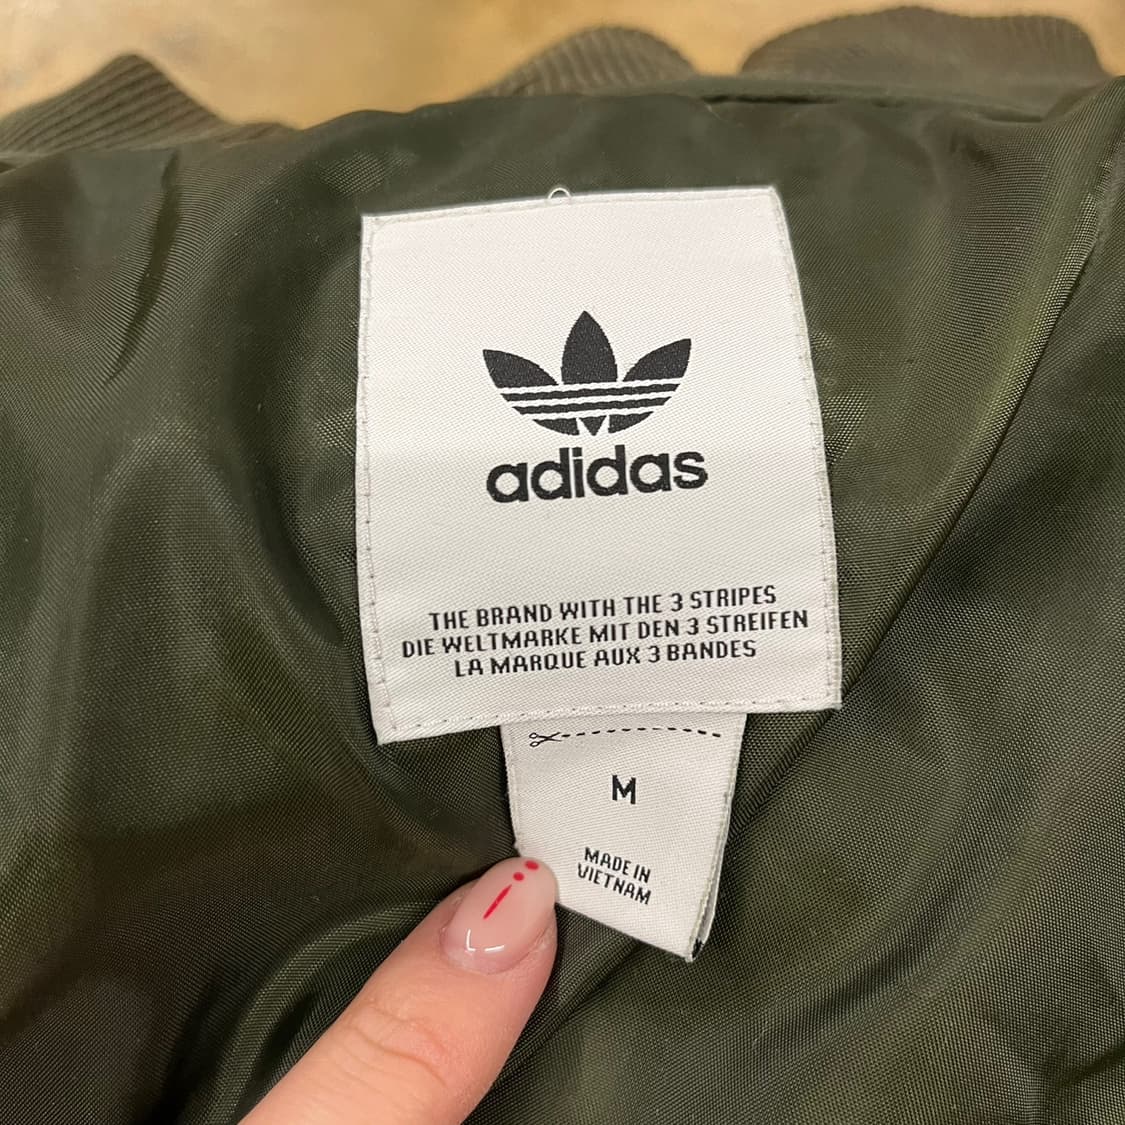 adidas
THE BRAND WITH THE 3 STRIPES
DIE WELTMARKE MIT DEN 3 STREIFEN
LA MARQUE AUX 3 BANDES
M
MADE IN
VIETNAM